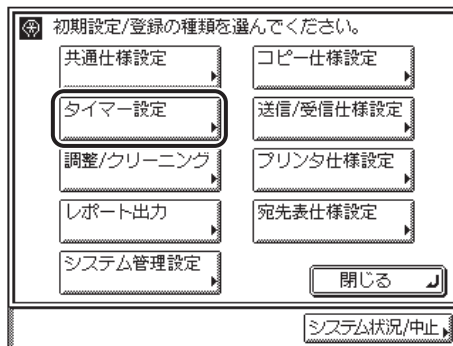 初期設定/登録の種類を選んでください。
共通仕様設定
コピー仕様設定
タイマー設定
送信/受信仕様設定
調整/クリーニング
プリンタ仕様設定
レポート出力
宛先表仕様設定
システム管理設定
閉じる
システム状況/中止